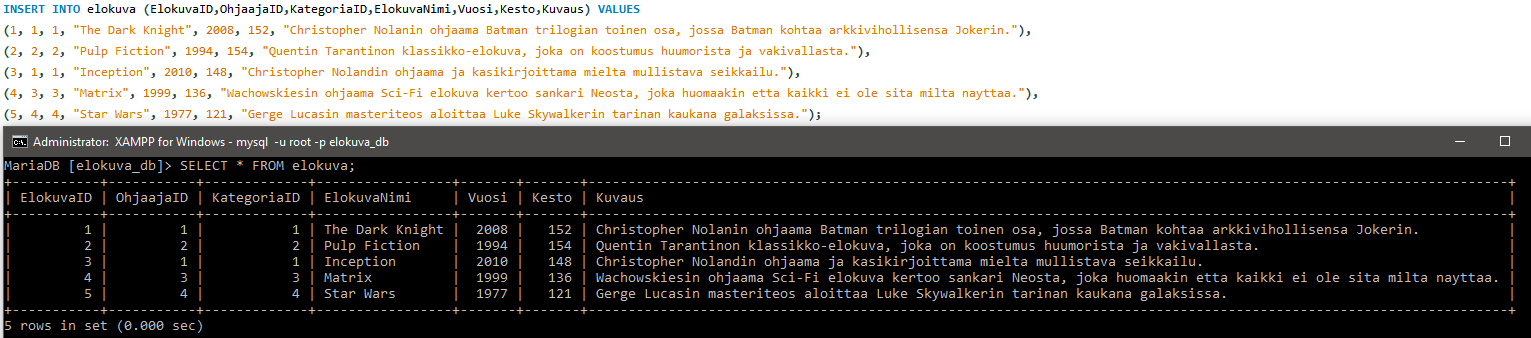 INSERT INTO elokuva (ElokuvaID,OhjaajaID,KategoriaID,ElokuvaNimi,Vuosi,Kesto,Kuvaus) VALUES
(1, 1, 1, "The Dark Knight", 2008, 152, "Christopher Nolanin ohjaama Batman trilogian toinen osa, jossa Batman kohtaa arkkivihollisensa Jokerin."),
(2, 2, 2, "Pulp Fiction", 1994, 154, "Quentin Tarantinon klassikko-elokuva, joka on koostumus huumorista ja vakivallasta."),
(3, 1, 1, "Inception", 2010, 148, "Christopher Nolandin ohjaama ja kasikirjoittama mielta mullistava seikkailu."),
(4, 3, 3, "Matrix", 1999, 136, "Wachowskiesin ohjaama Sci-Fi elokuva kertoo sankari Neosta, joka huomaakin etta kaikki ei ole sita milta nayttaa."),
(5, 4, 4, "Star Wars", 1977, 121, "Gerge Lucasin masteriteos aloittaa Luke Skywalkerin tarinan kaukana galaksissa.");
Administrator: XAMPP for Windows - mysql -u root -p elokuva_db
MariaDB [elokuva_db]> SELECT * FROM elokuva;
| ElokuvaID | OhjaajaID | KategoriaID | ElokuvaNimi | Vuosi | Kesto | Kuvaus |
| 1 | 1 | 1 | The Dark Knight | 2008 | 152 | Christopher Nolanin ohjaama Batman trilogian toinen osa, jossa Batman kohtaa arkkivihollisensa Jokerin. |
| 2 | 2 | 2 | Pulp Fiction | 1994 | 154 | Quentin Tarantinon klassikko-elokuva, joka on koostumus huumorista ja vakivallasta. |
| 3 | 1 | 1 | Inception | 2010 | 148 | Christopher Nolandin ohjaama ja kasikirjoittama mielta mullistava seikkailu. |
| 4 | 3 | 3 | Matrix | 1999 | 136 | Wachowskiesin ohjaama Sci-Fi elokuva kertoo sankari Neosta, joka huomaakin etta kaikki ei ole sita milta nayttaa. |
| 5 | 4 | 4 | Star Wars | 1977 | 121 | Gerge Lucasin masteriteos aloittaa Luke Skywalkerin tarinan kaukana galaksissa. |
5 rows in set (0.000 sec)